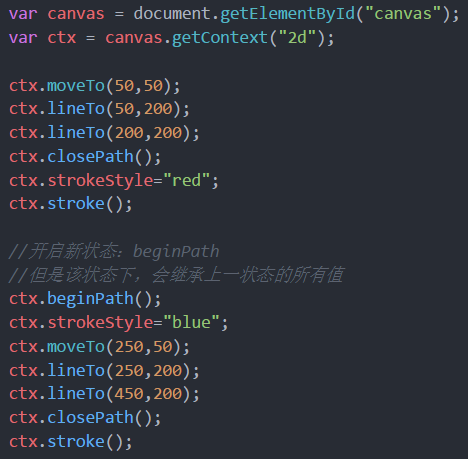 var canvas = document.getElementById("canvas");
var ctx = canvas.getContext("2d");
ctx.moveTo(50,50);
ctx.lineTo(50,200);
ctx.lineTo(200,200);
ctx.closePath();
ctx.strokeStyle="red";
ctx.stroke();
//开启新状态：beginPath
//但是该状态下，会继承上一状态的所有值
ctx.beginPath();
ctx.strokeStyle="blue";
ctx.moveTo(250,50);
ctx.lineTo(250,200);
ctx.lineTo(450,200);
ctx.closePath();
ctx.stroke();